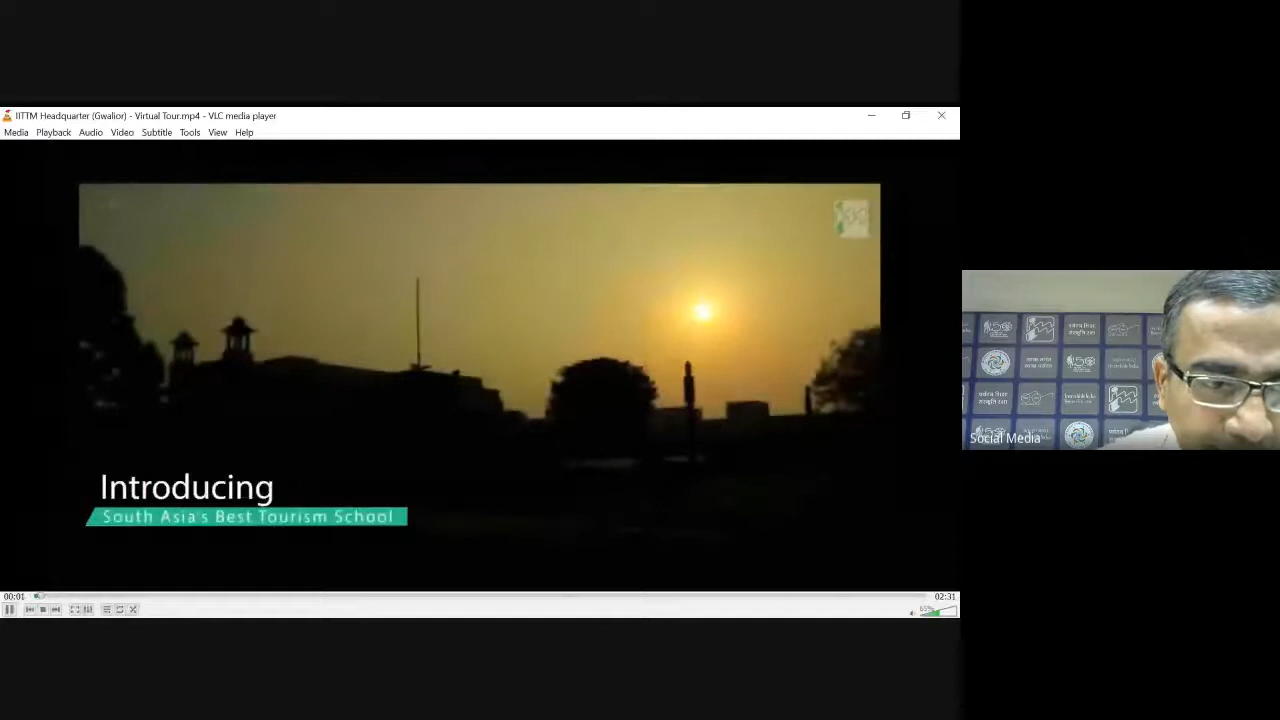 IITTM Headquarter (Gwalior) - Virtual Tour.mp4 - VLC media player
Media Playback Audio Video Subtitle Tools View Help
Introducing
South Asia's Best Tourism School
00:01
02:31
65%
Social Media